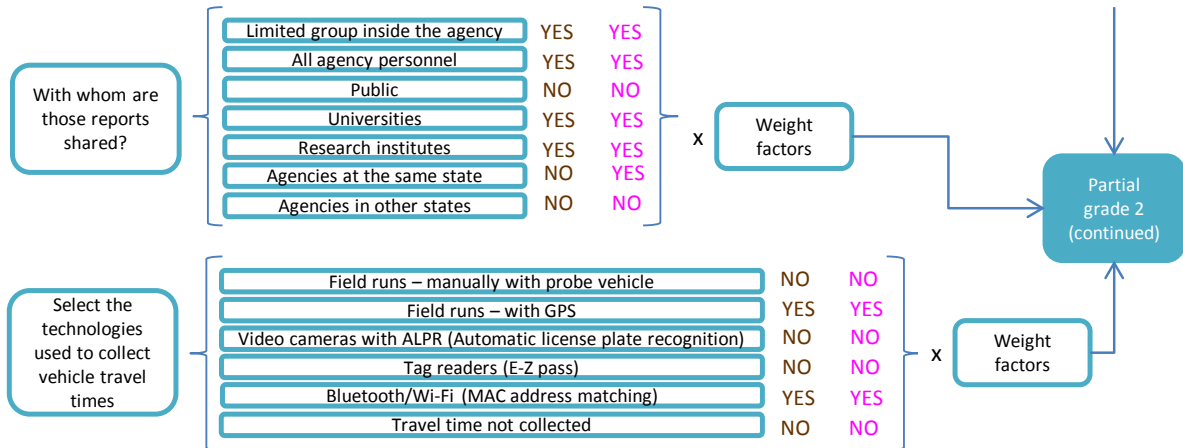 With whom are
those reports
shared?
Limited group inside the agency YES YES
All agency personnel YES YES
Public NO NO
Universities YES YES
Research institutes YES YES
Agencies at the same state NO YES
Agencies in other states NO NO
x
Weight
factors
Partial
grade 2
(continued)
Select the
technologies
used to collect
vehicle travel
times
Field runs – manually with probe vehicle NO NO
Field runs – with GPS YES YES
Video cameras with ALPR (Automatic license plate recognition) NO NO
Tag readers (E-Z pass) NO NO
Bluetooth/Wi-Fi (MAC address matching) YES YES
Travel time not collected NO NO
x
Weight
factors